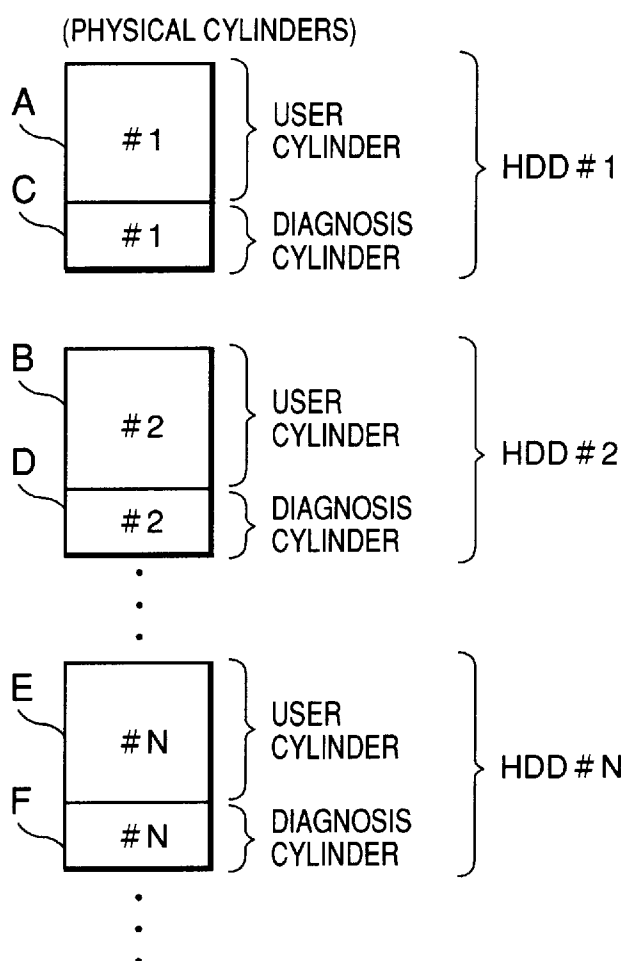 (PHYSICAL CYLINDERS)
A
#1
USER
CYLINDER
HDD #1
C
#1
DIAGNOSIS
CYLINDER
B
#2
USER
CYLINDER
HDD #2
D
#2
DIAGNOSIS
CYLINDER
E
#N
USER
CYLINDER
HDD #N
F
#N
DIAGNOSIS
CYLINDER